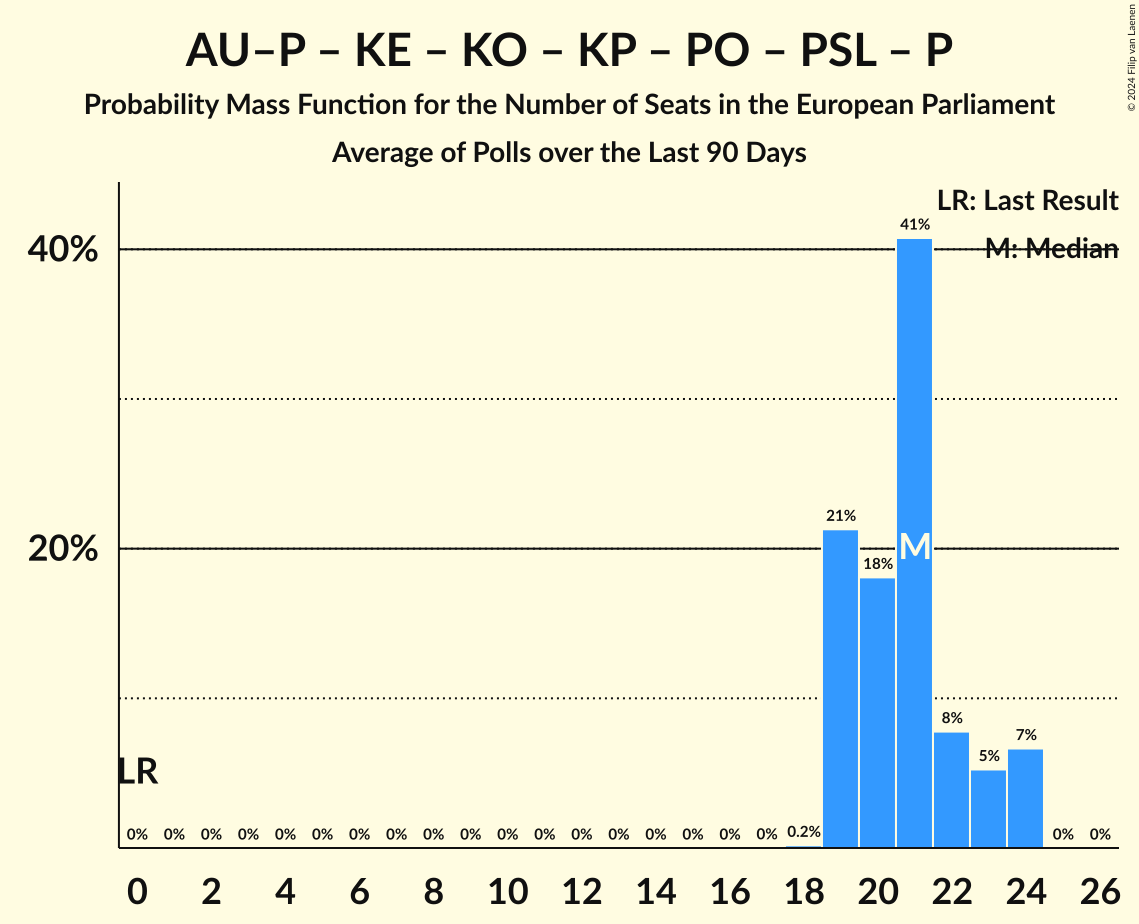 AU–P – KE – KO – KP – PO – PSL – P
Probability Mass Function for the Number of Seats in the European Parliament
Average of Polls over the Last 90 Days
© 2024 Filip van Laenen
LR: Last Result
M: Median
40%
20%
41%
21%
18%
M
8%
5%
7%
LR
0% 0% 0% 0% 0% 0% 0% 0% 0% 0% 0% 0% 0% 0% 0% 0% 0% 0% 0.2% 0% 0%
0 2 4 6 8 10 12 14 16 18 20 22 24 26